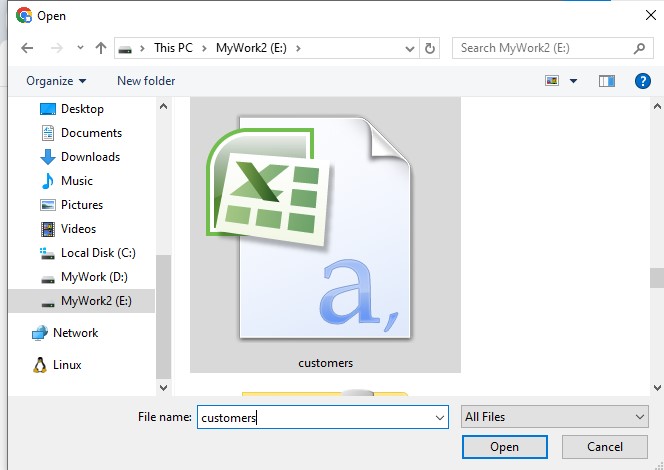 Open
This PC
MyWork2 (E:)
Search MyWork2 (E:)
Organize
New folder
?
Desktop
Documents
Downloads
Music
Pictures
Videos
Local Disk (C:)
MyWork (D:)
MyWork2 (E:)
Network
Linux
X
a,
customers
File name:
customers
All Files
Open
Cancel